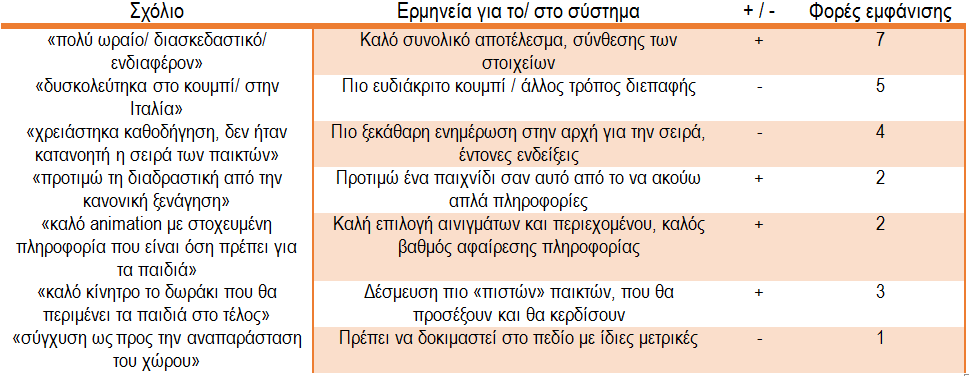 Σχόλιο Ερμηνεία για το/ στο σύστημα + / - Φορές εμφάνισης
«πολύ ωραίο/ διασκεδαστικό/ ενδιαφέρον» Καλό συνολικό αποτέλεσμα, σύνθεσης των στοιχείων + 7
«δυσκολεύτηκα στο κουμπί/ στην Ιταλία» Πιο ευδιάκριτο κουμπί / άλλος τρόπος διεπαφής - 5
«χρειάστηκα καθοδήγηση, δεν ήταν κατανοητή η σειρά των παικτών» Πιο ξεκάθαρη ενημέρωση στην αρχή για την σειρά, έντονες ενδείξεις - 4
«προτιμώ τη διαδραστική από την κανονική ξενάγηση» Προτιμώ ένα παιχνίδι σαν αυτό από το να ακούω απλά πληροφορίες + 2
«καλό animation με στοχευμένη πληροφορία που είναι όση πρέπει για τα παιδιά» Καλή επιλογή αινιγμάτων και περιεχομένου, καλός βαθμός αφαίρεσης πληροφορίας + 2
«καλό κίνητρο το δωράκι που θα περιμένει τα παιδιά στο τέλος» Δέσμευση πιο «πιστών» παικτών, που θα προσέξουν και θα κερδίσουν + 3
«σύγχυση ως προς την αναπαράσταση του χώρου» Πρέπει να δοκιμαστεί στο πεδίο με ίδιες μετρικές - 1